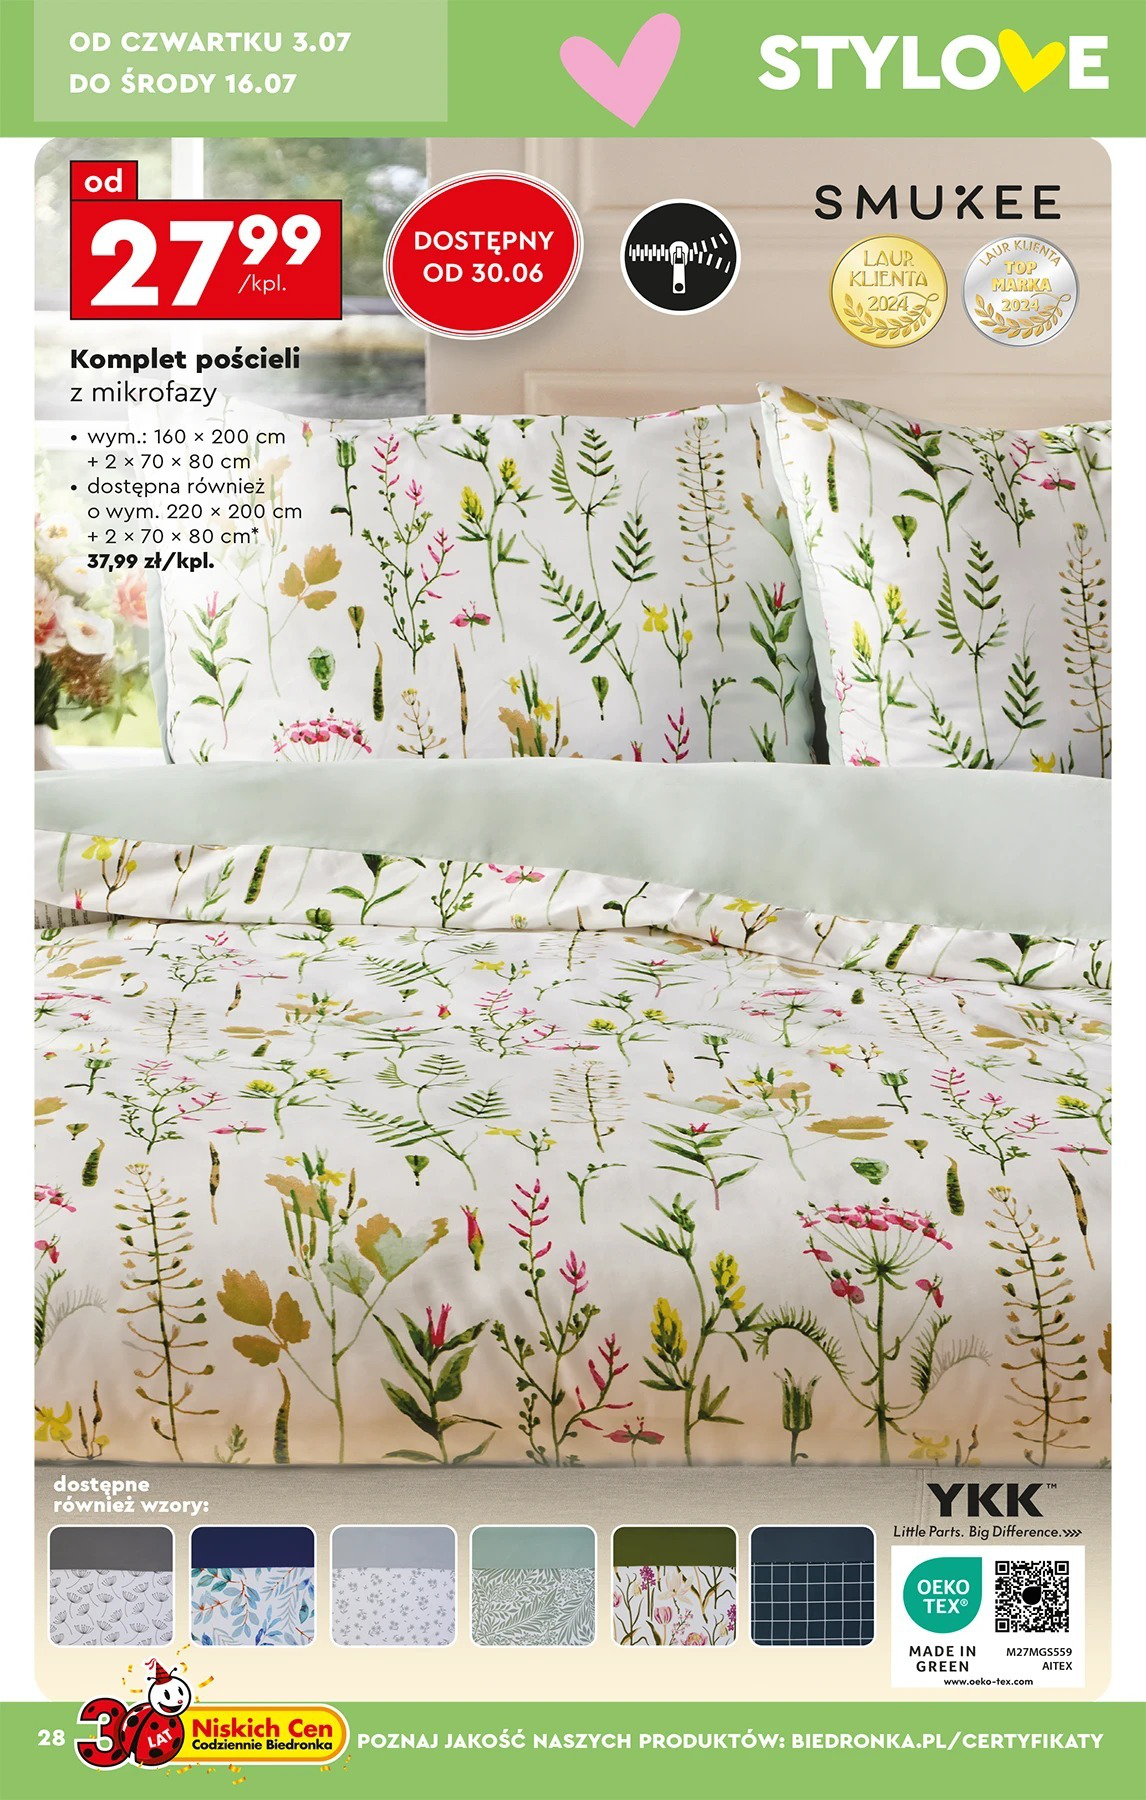 OD CZWARTKU 3.07
DO ŚRODY 16.07
STYLOVE
od
27 99
/kpl.
DOSTĘPNY
OD 30.06
SMUKEE
LAUR
KLIENTA
2024
LAUR KLIENTA
TOP
MARKA
2024
Komplet pościeli
z mikrofazy
• wym.: 160 × 200 cm
+ 2 × 70 × 80 cm
• dostępna również
o wym. 220 × 200 cm
+ 2 × 70 × 80 cm*
37,99 zł/kpl.
dostępne
również wzory:
YKK™
Little Parts. Big Difference.
OEKO
TEX®
MADE IN
GREEN
M27MGS559
AITEX
www.oeko-tex.com
28
30
LAT
Niskich Cen
Codziennie Biedronka
POZNAJ JAKOŚĆ NASZYCH PRODUKTÓW: BIEDRONKA.PL/CERTYFIKATY